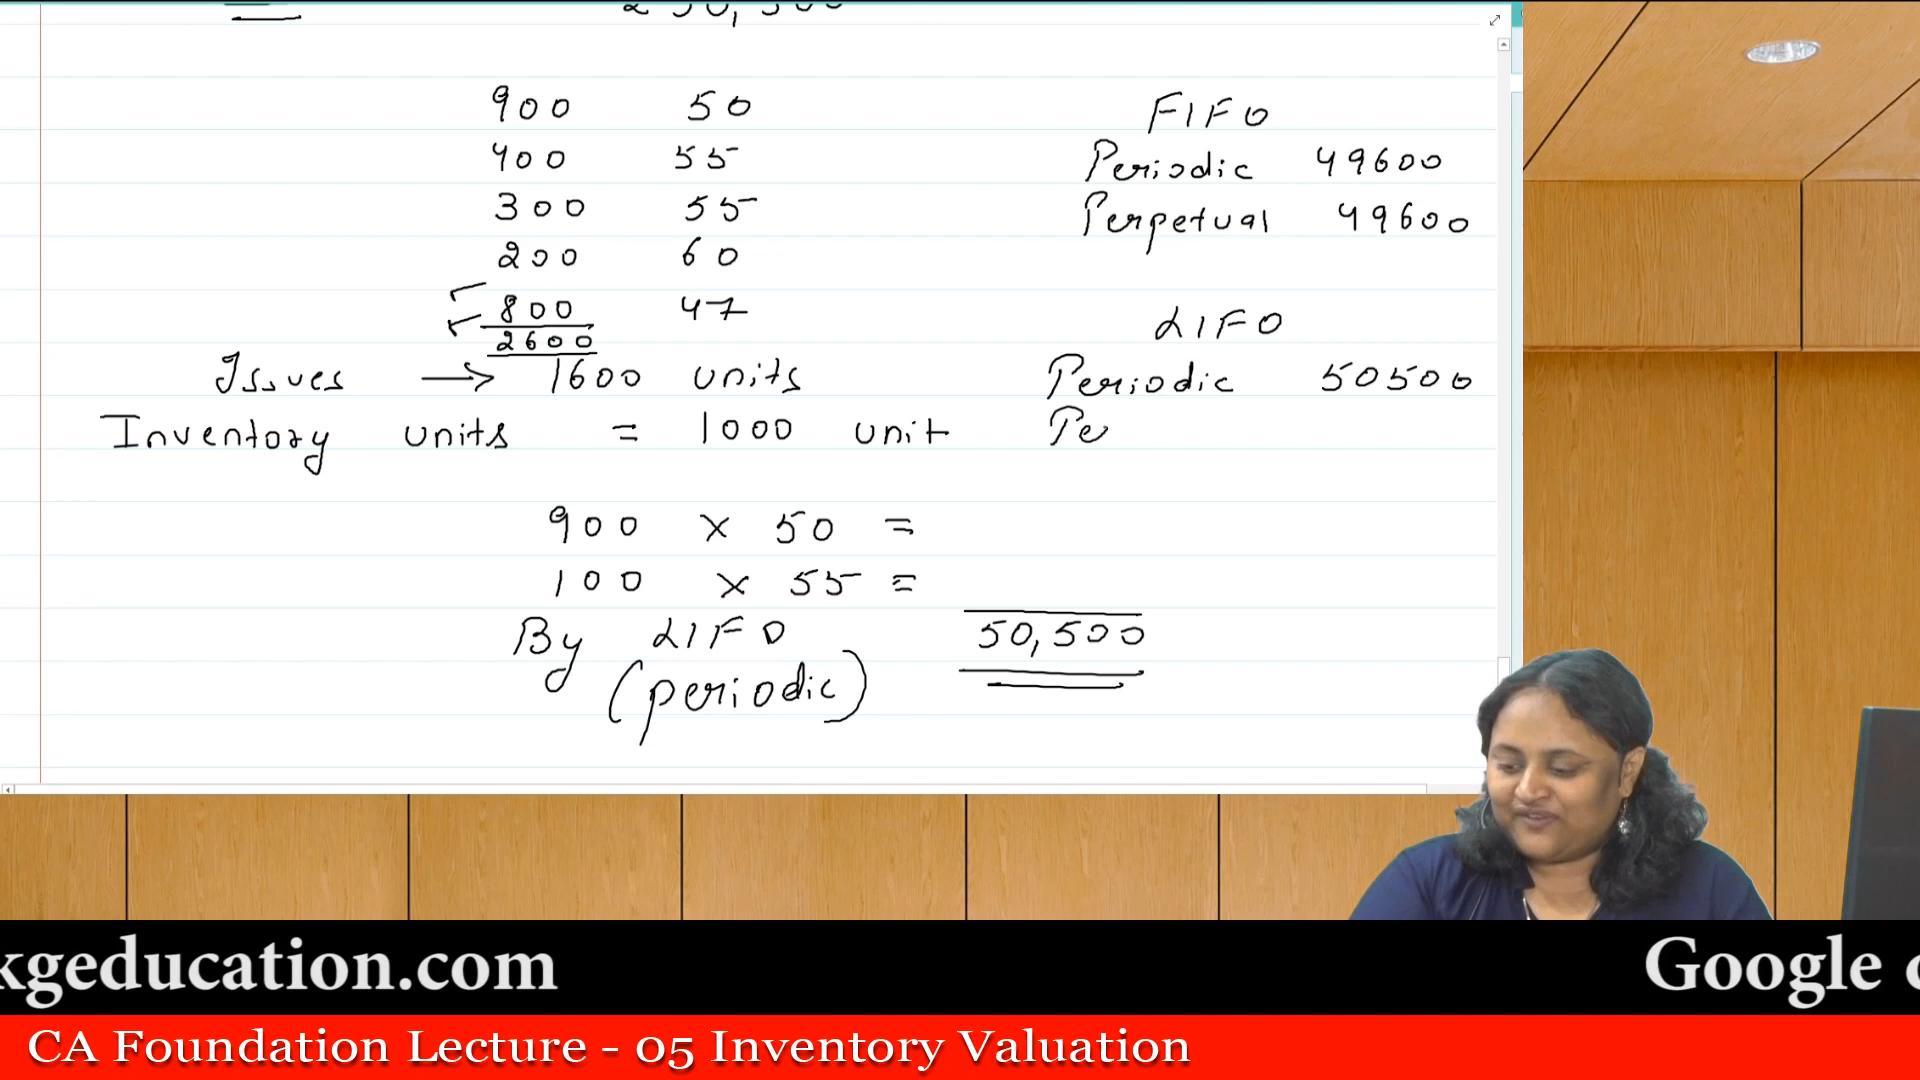 900 50
400 55
300 55
200 60
800 47
2600
Issues → 1600 units
Inventory units = 1000 unit
FIFO
Periodic 49600
Perpetual 49600
LIFO
Periodic 50500
Pe
900 × 50 =
100 × 55 =
By LIFO 50,500
(periodic)
kgeducation.com
Google
CA Foundation Lecture - 05 Inventory Valuation